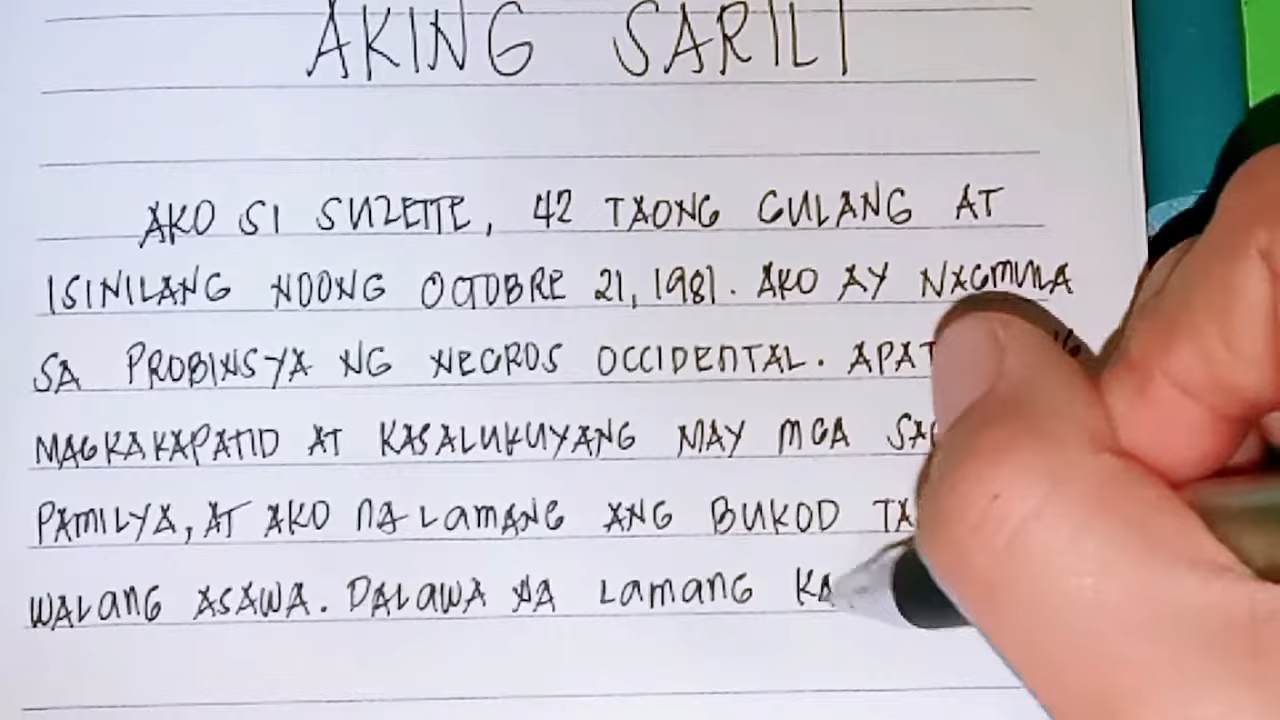 AKING SARILI
AKO SI SUZETTE, 42 TAONG GULANG AT
ISINILANG NOONG OCTOBRE 21, 1981. AKO AY NAGMULA
SA PROBINSYA NG NEGROS OCCIDENTAL. APAT
MAGKAKAPATID AT KASALUKUYANG MAY MGA
PAMILYA, AT AKO NA LAMANG ANG BUKOD
WALANG ASAWA. DALAWA NA LAMANG KA